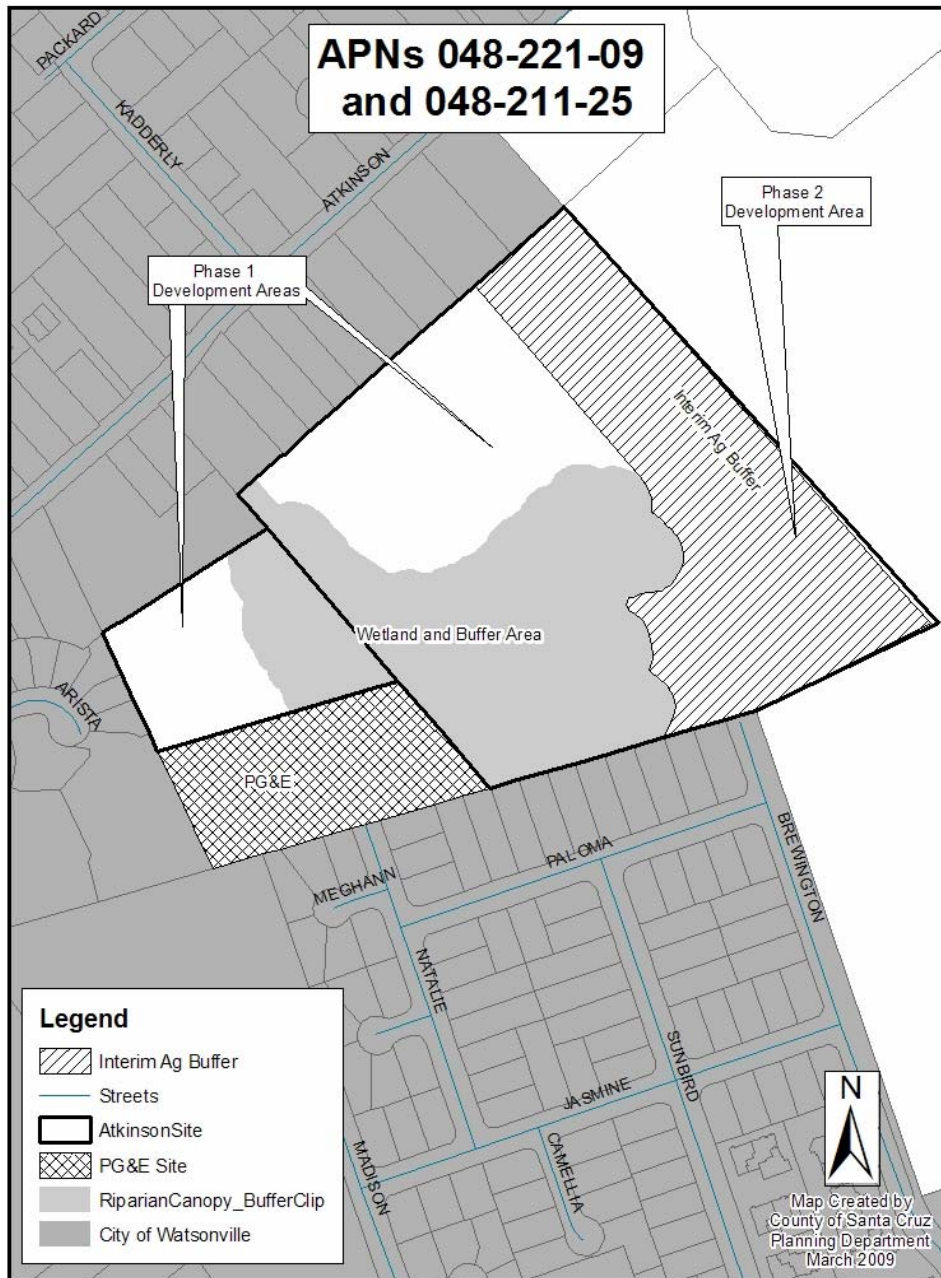 APNs 048-221-09
and 048-211-25
PACKARD
KADDERLY
ATKINSON
Phase 2
Development Area
Phase 1
Development Areas
Interim Ag Buffer
Wetland and Buffer Area
ARISTA
PG&E
PALOMA
BREWINGTON
MEGHANN
NATALIE
SUNBIRD
JASMINE
CAMELLIA
MADISON
Legend
Interim Ag Buffer
Streets
AtkinsonSite
PG&E Site
RiparianCanopy_BufferClip
City of Watsonville
N
Map Created by
County of Santa Cruz
Planning Department
March 2009